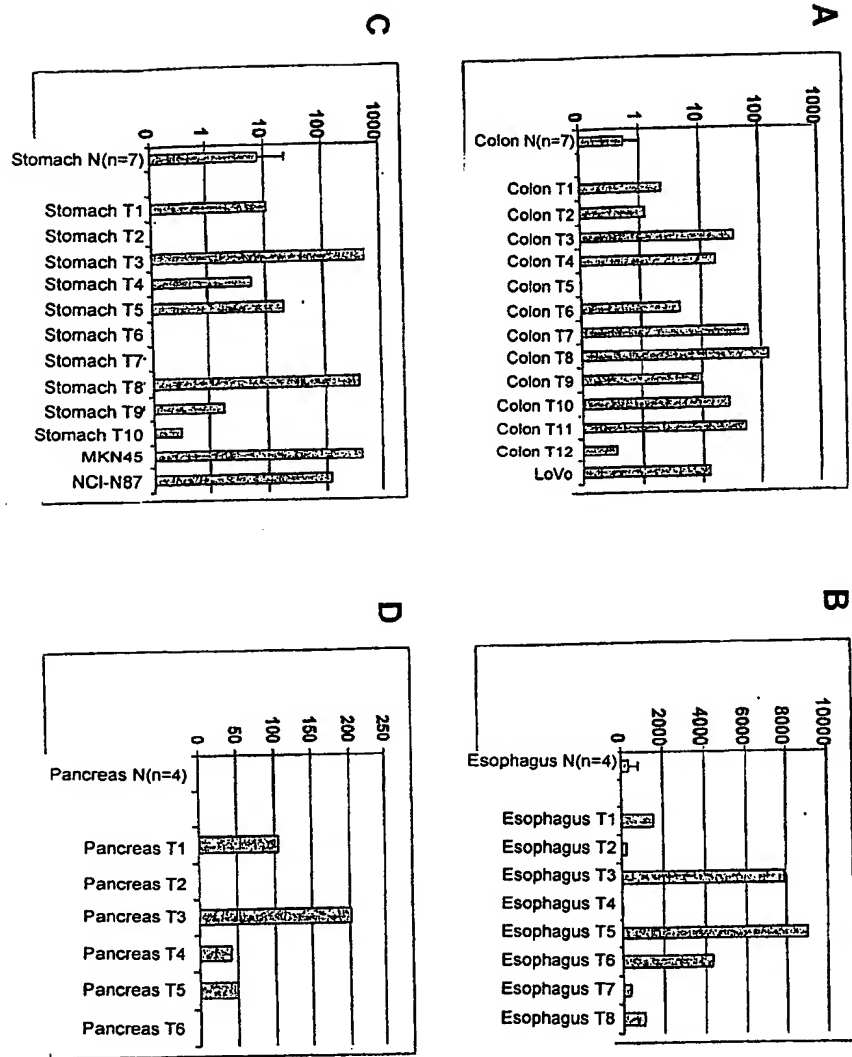 A
1000
100
10
1
0
Colon N(n=7)
Colon T1
Colon T2
Colon T3
Colon T4
Colon T5
Colon T6
Colon T7
Colon T8
Colon T9
Colon T10
Colon T11
Colon T12
LoVo
B
10000
8000
6000
4000
2000
0
Esophagus N(n=4)
Esophagus T1
Esophagus T2
Esophagus T3
Esophagus T4
Esophagus T5
Esophagus T6
Esophagus T7
Esophagus T8
C
1000
100
10
1
0
Stomach N(n=7)
Stomach T1
Stomach T2
Stomach T3
Stomach T4
Stomach T5
Stomach T6
Stomach T7
Stomach T8
Stomach T9
Stomach T10
MKN45
NCI-N87
D
250
200
150
100
50
0
Pancreas N(n=4)
Pancreas T1
Pancreas T2
Pancreas T3
Pancreas T4
Pancreas T5
Pancreas T6